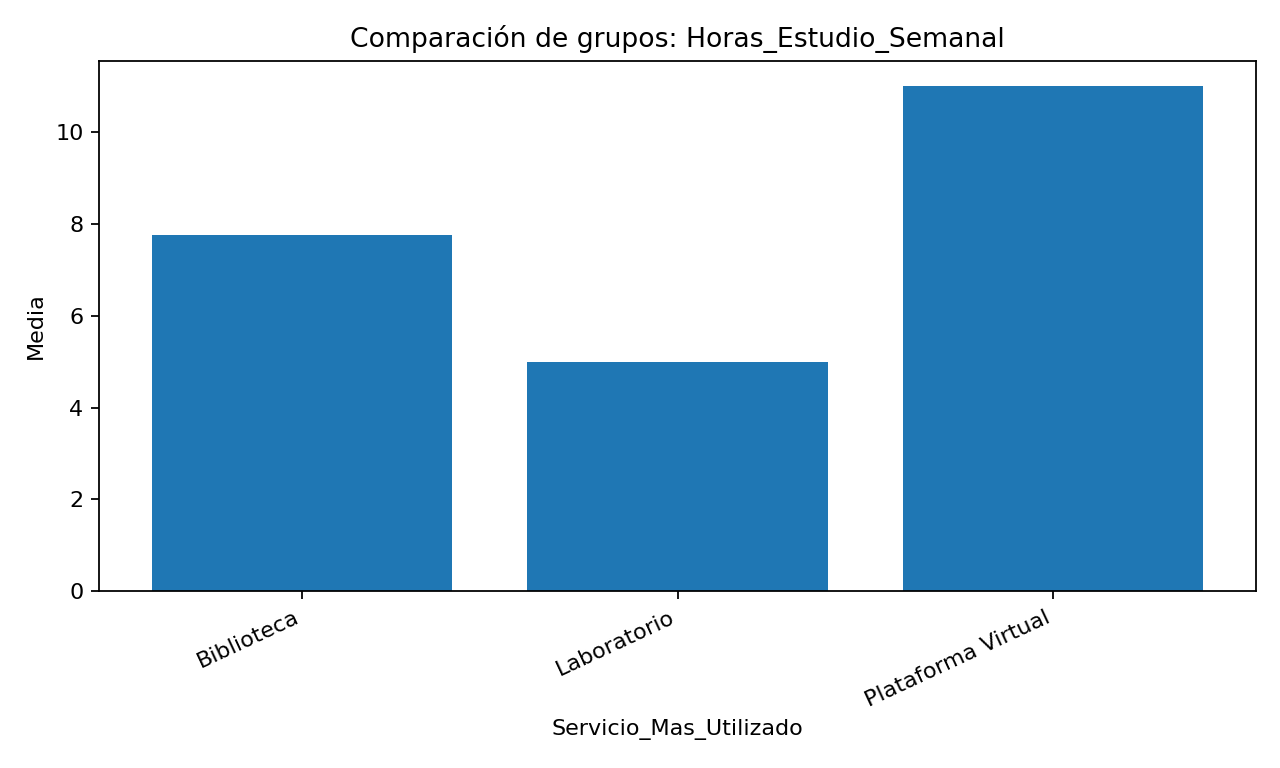 Comparación de grupos: Horas_Estudio_Semanal
Media
10
8
6
4
2
0
Biblioteca
Laboratorio
Plataforma Virtual
Servicio_Mas_Utilizado